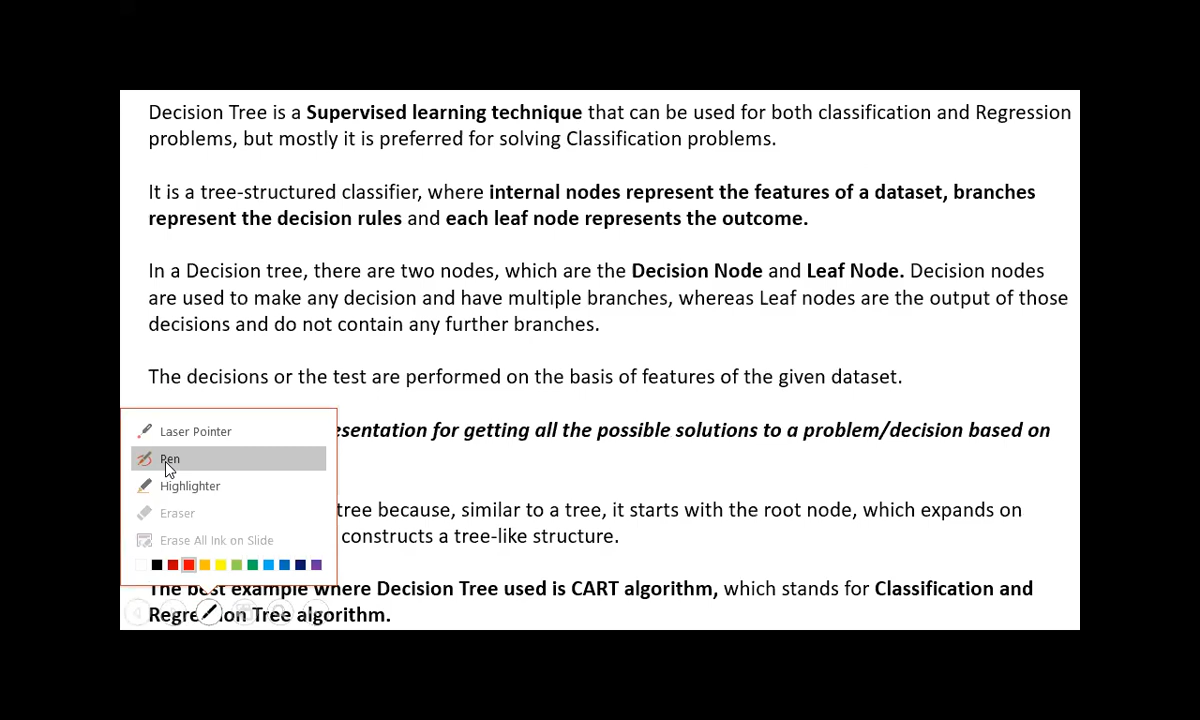 Decision Tree is a Supervised learning technique that can be used for both classification and Regression
problems, but mostly it is preferred for solving Classification problems.
It is a tree-structured classifier, where internal nodes represent the features of a dataset, branches
represent the decision rules and each leaf node represents the outcome.
In a Decision tree, there are two nodes, which are the Decision Node and Leaf Node. Decision nodes
are used to make any decision and have multiple branches, whereas Leaf nodes are the output of those
decisions and do not contain any further branches.
The decisions or the test are performed on the basis of features of the given dataset.
esentation for getting all the possible solutions to a problem/decision based on
tree because, similar to a tree, it starts with the root node, which expands on
constructs a tree-like structure.
Laser Pointer
Pen
Highlighter
Eraser
Erase All Ink on Slide
The best example where Decision Tree used is CART algorithm, which stands for Classification and
Regression Tree algorithm.